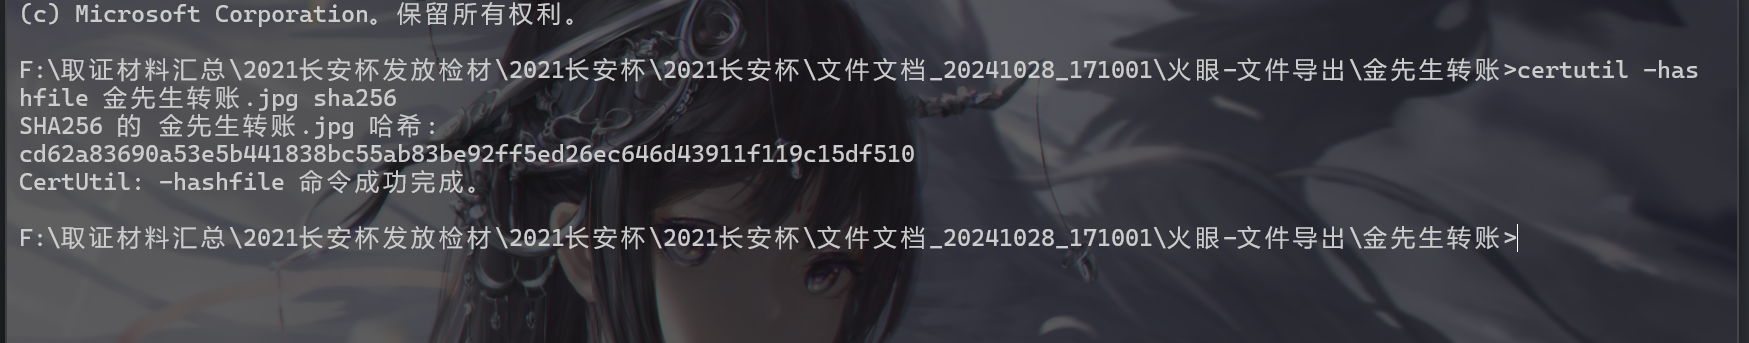 (c) Microsoft Corporation。保留所有权利。
F:\取证材料汇总\2021长安杯发放检材\2021长安杯\2021长安杯\文件文档_20241028_171001\火眼-文件导出\金先生转账>certutil -has
hfile 金先生转账.jpg sha256
SHA256 的 金先生转账.jpg 哈希:
cd62a83690a53e5b441838bc55ab83be92ff5ed26ec646d43911f119c15df510
CertUtil: -hashfile 命令成功完成。
F:\取证材料汇总\2021长安杯发放检材\2021长安杯\2021长安杯\文件文档_20241028_171001\火眼-文件导出\金先生转账>